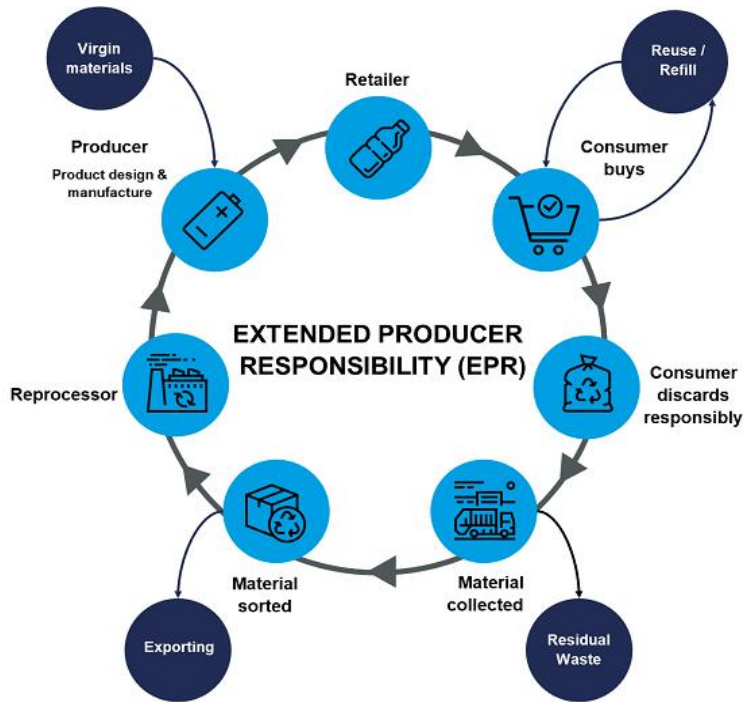 Virgin
materials
Reuse /
Refill
Retailer
Producer
Product design &
manufacture
Consumer
buys
EXTENDED PRODUCER
RESPONSIBILITY (EPR)
Reprocessor
Consumer
discards
responsibly
Material
sorted
Material
collected
Exporting
Residual
Waste